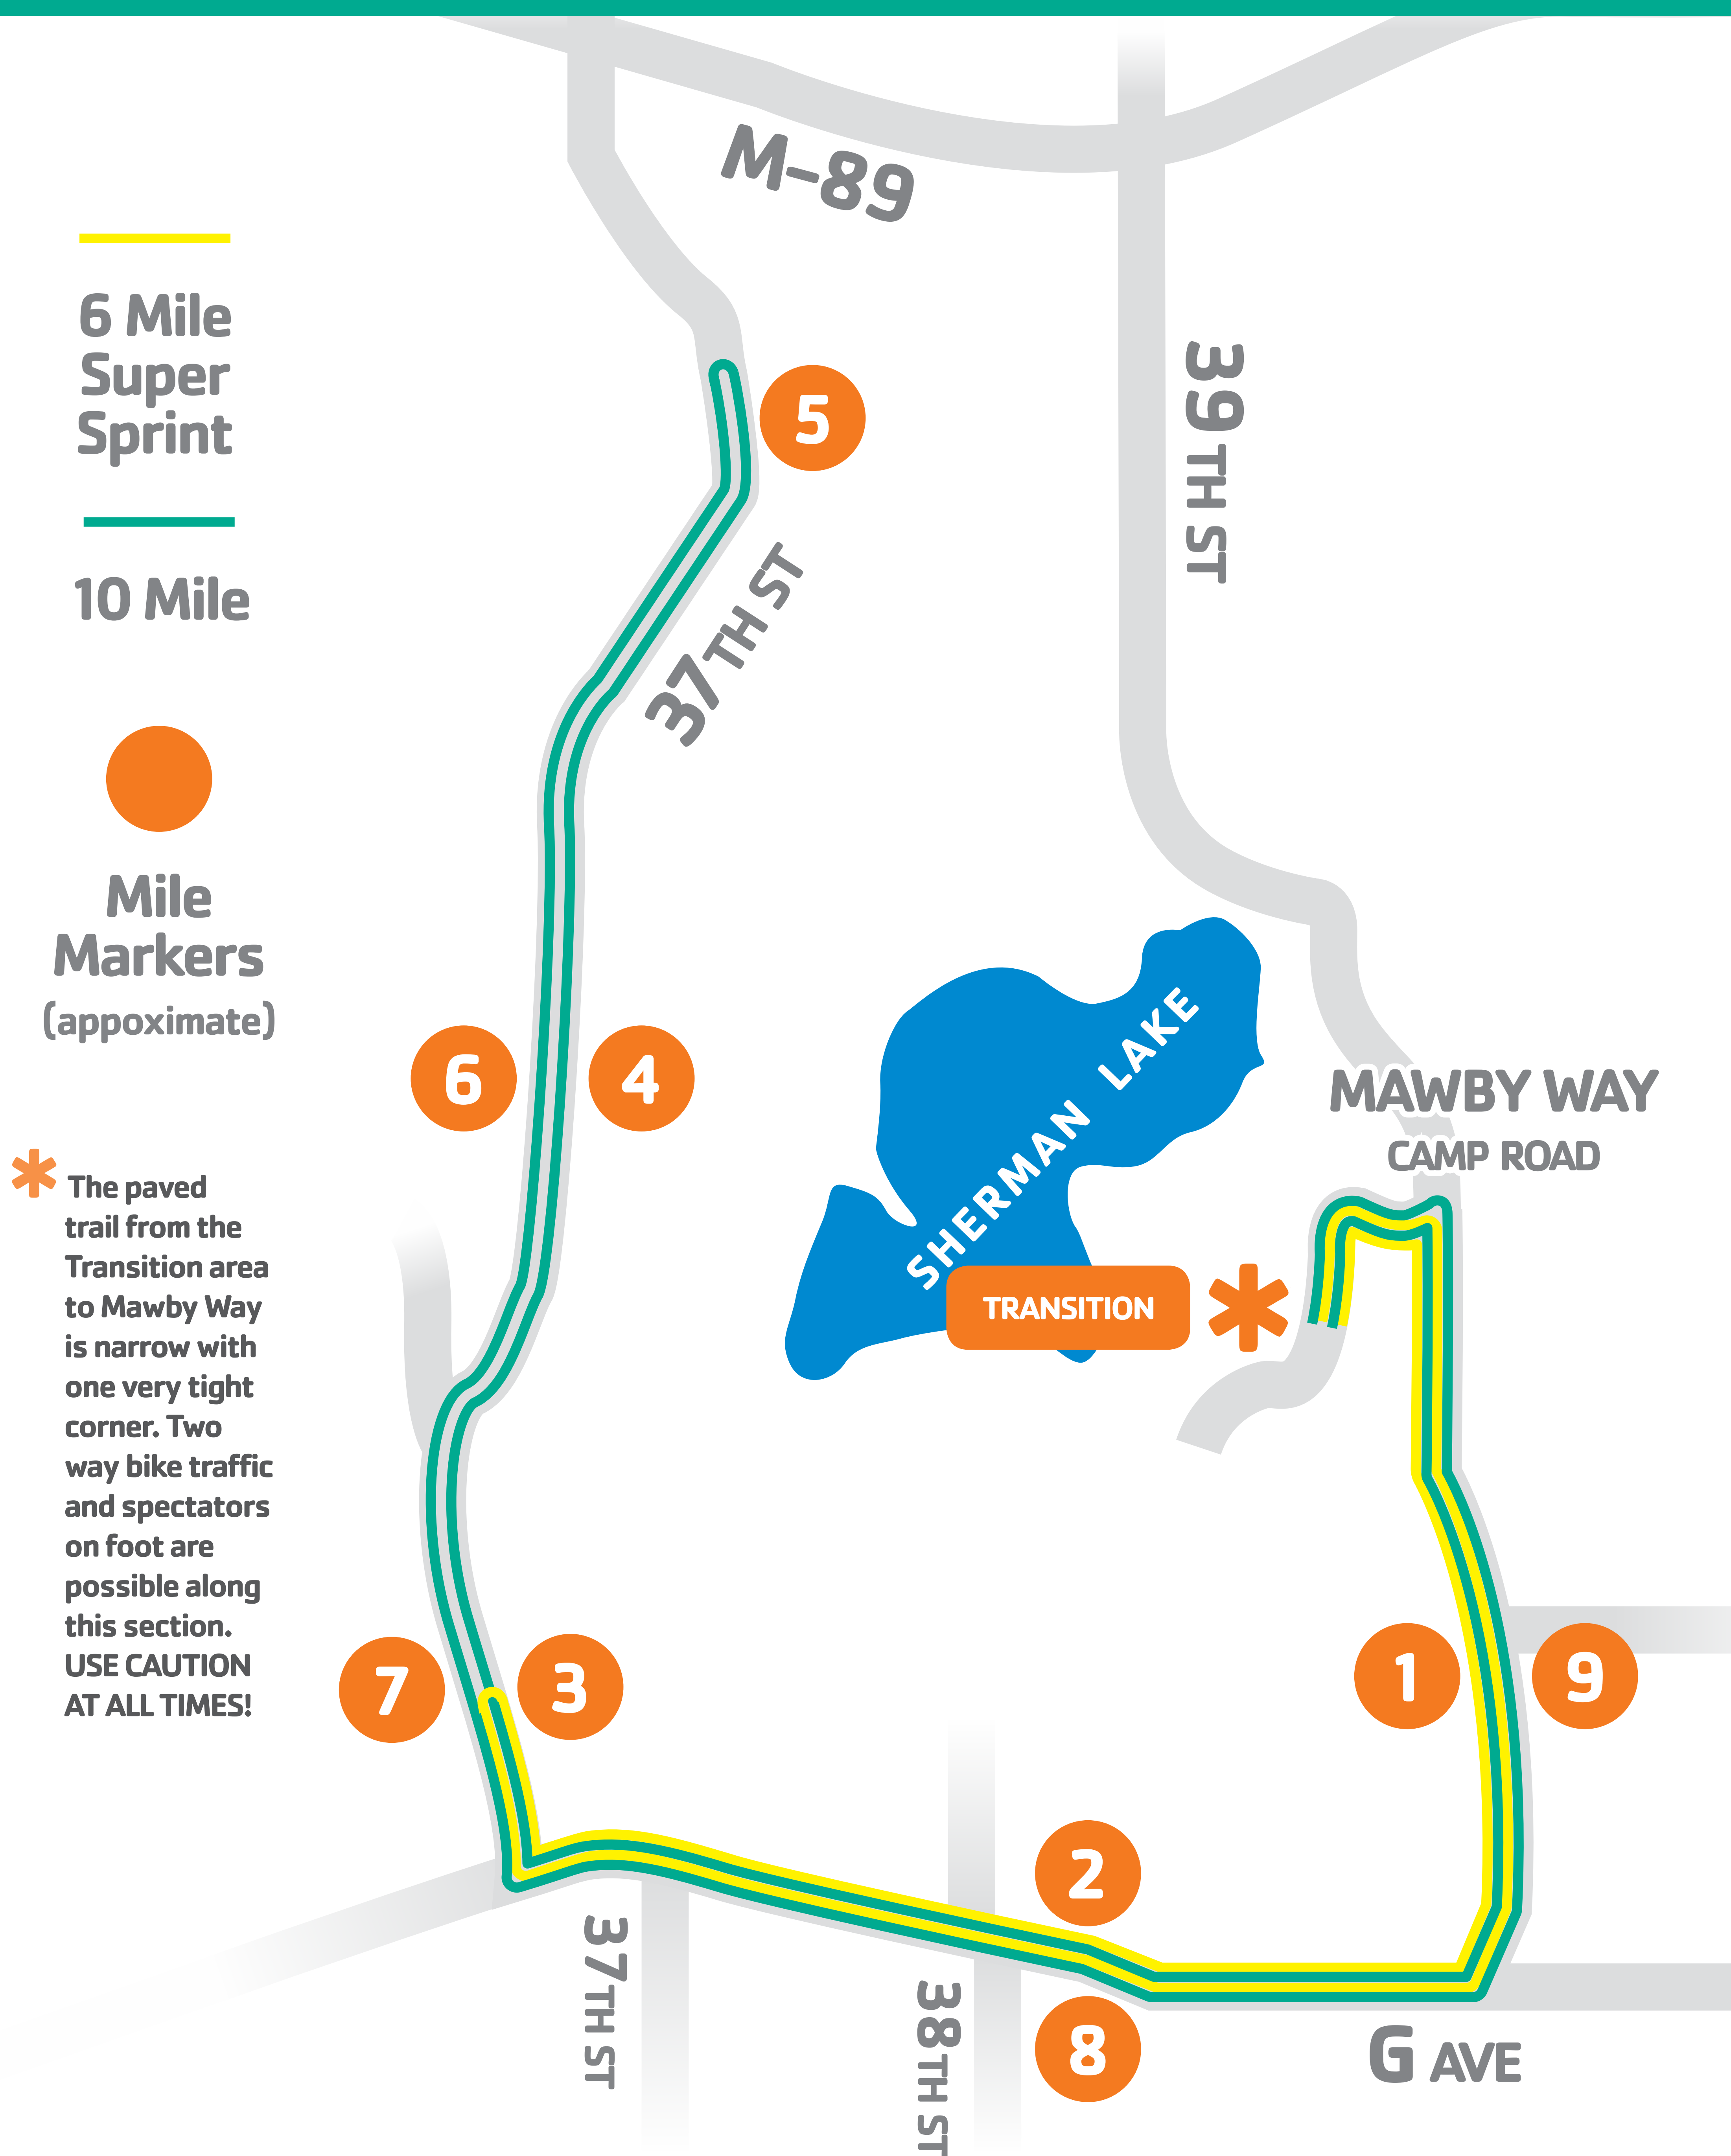 M-89
6 Mile
Super
Sprint
10 Mile
Mile
Markers
(appoximate)
* The paved
trail from the
Transition area
to Mawby Way
is narrow with
one very tight
corner. Two
way bike traffic
and spectators
on foot are
possible along
this section.
USE CAUTION
AT ALL TIMES!
5
39TH ST
37TH ST
6
4
SHERMAN LAKE
MAWBY WAY
CAMP ROAD
TRANSITION *
7
3
1
9
2
8
37TH ST
38TH ST
G AVE